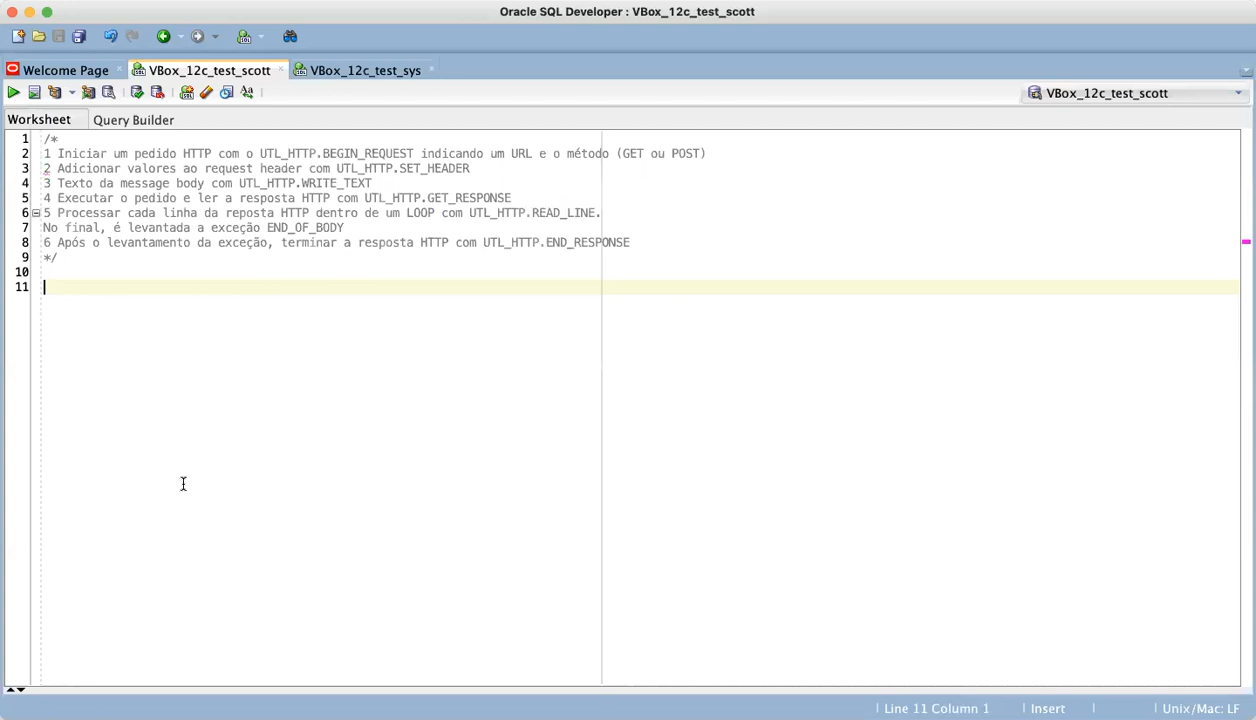 Oracle SQL Developer : VBox_12c_test_scott
Welcome Page
VBox_12c_test_scott
VBox_12c_test_sys
VBox_12c_test_scott
Worksheet
Query Builder
1 /*
2 1 Iniciar um pedido HTTP com o UTL_HTTP.BEGIN_REQUEST indicando um URL e o método (GET ou POST)
3 2 Adicionar valores ao request header com UTL_HTTP.SET_HEADER
4 3 Texto da message body com UTL_HTTP.WRITE_TEXT
5 4 Executar o pedido e ler a resposta HTTP com UTL_HTTP.GET_RESPONSE
6 5 Processar cada linha da reposta HTTP dentro de um LOOP com UTL_HTTP.READ_LINE.
7 No final, é levantada a exceção END_OF_BODY
8 6 Após o levantamento da exceção, terminar a resposta HTTP com UTL_HTTP.END_RESPONSE
9 */
10
11
Line 11 Column 1
Insert
Unix/Mac: LF